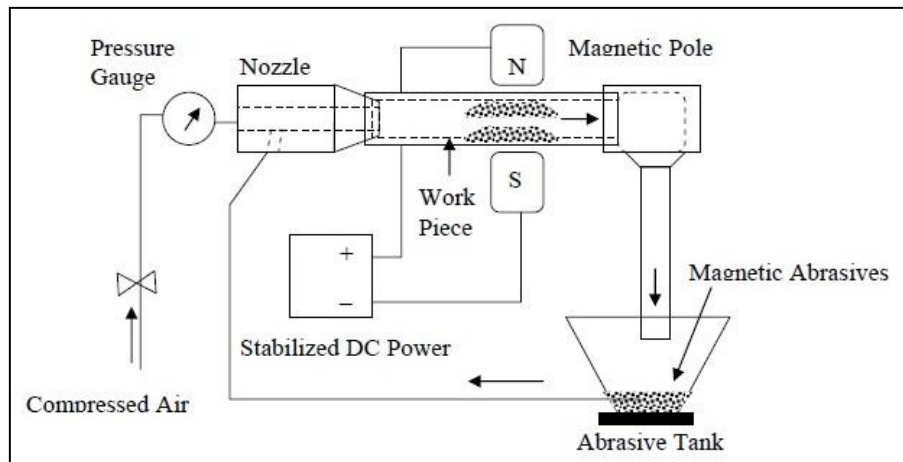 Pressure
Gauge
Nozzle
N
Magnetic Pole
S
Work
Piece
+
−
Magnetic Abrasives
Stabilized DC Power
Compressed Air
Abrasive Tank